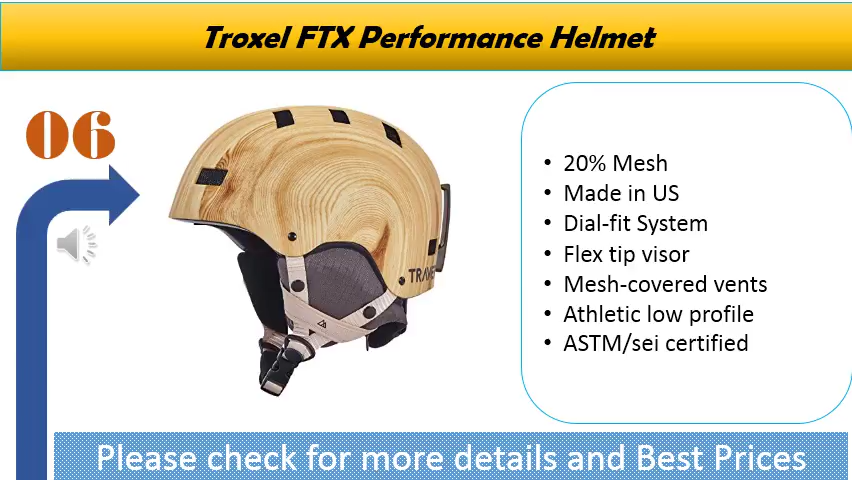 Troxel FTX Performance Helmet
06
• 20% Mesh
• Made in US
• Dial-fit System
• Flex tip visor
• Mesh-covered vents
• Athletic low profile
• ASTM/sei certified
Please check for more details and Best Prices